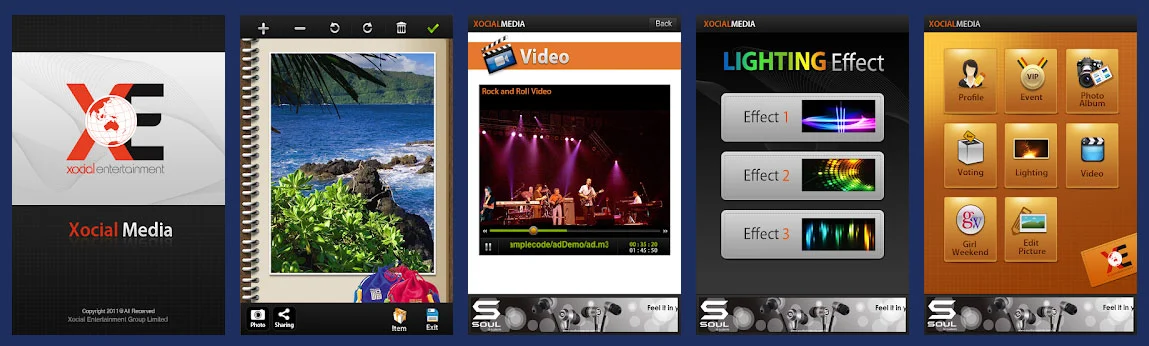 XE
xocial entertainment
Xocial Media
Copyright 2011@All Recserved
Xocial Entertainment Group Limited
Photo
Sharing
Item
Exit
XOCIALMEDIA
Back
Video
Rock and Roll Video
amplecode/adDemo/ad.m3
00:35:20
01:45:50
SOUL
Feel it in y
XOCIALMEDIA
LIGHTING Effect
Effect 1
Effect 2
Effect 3
SOUL
Feel it in y
XOCIALMEDIA
Profile
VIP
Event
Photo
Album
Voting
Lighting
Video
gw
Girl
Weekend
Edit
Picture
XE
SOUL
Feel it in y